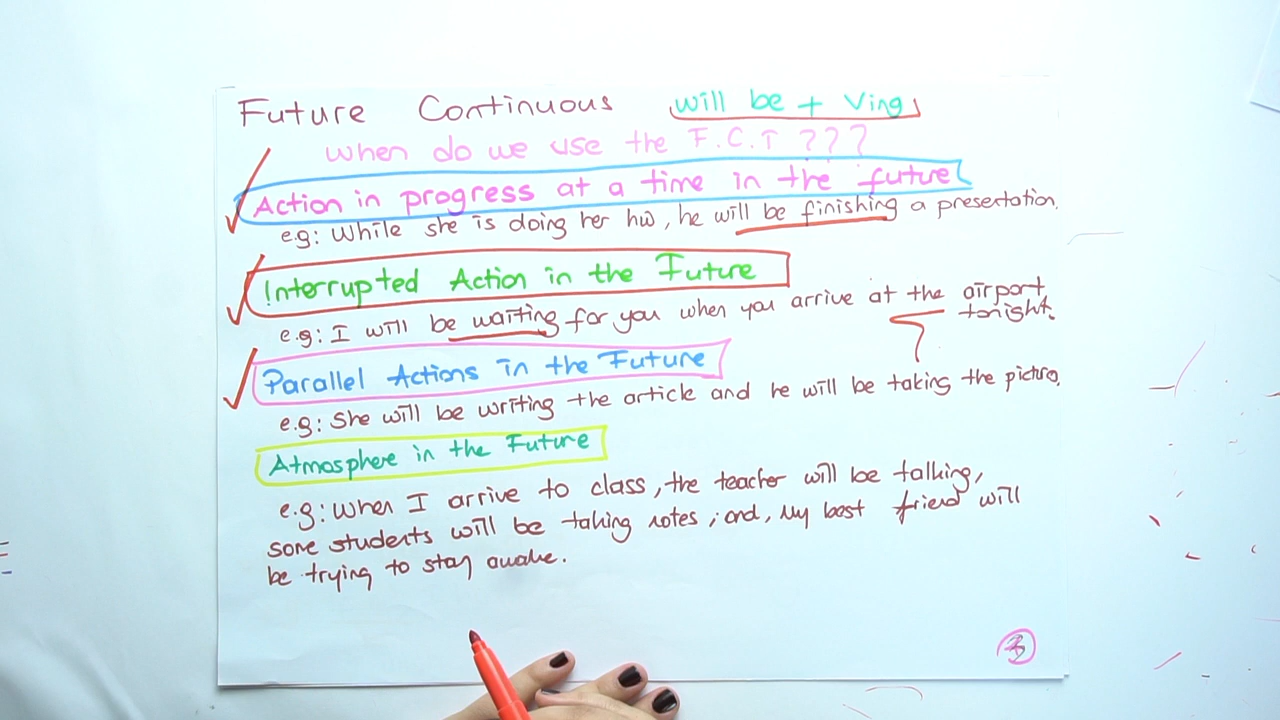 Future Continuous will be + Ving
When do we use the F.C.T ???
Action in progress at a time in the future
e.g: While she is doing her hw, he will be finishing a presentation.
Interrupted Action in the Future
e.g: I will be waiting for you when you arrive at the airport
tonight.
Parallel Actions in the Future
e.g: She will be writing the article and he will be taking the
Atmosphere in the Future
e.g: When I arrive to class, the teacher will be talking,
some students will be taking notes; and, My best friend will
be trying to stay awake.
3